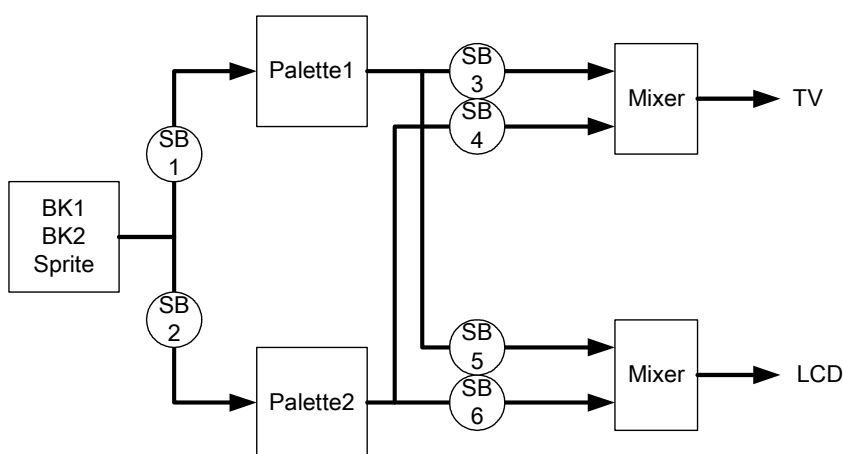 Palette1
SB
3
Mixer
TV
SB
4
SB
1
BK1
BK2
Sprite
SB
2
SB
5
Mixer
LCD
Palette2
SB
6